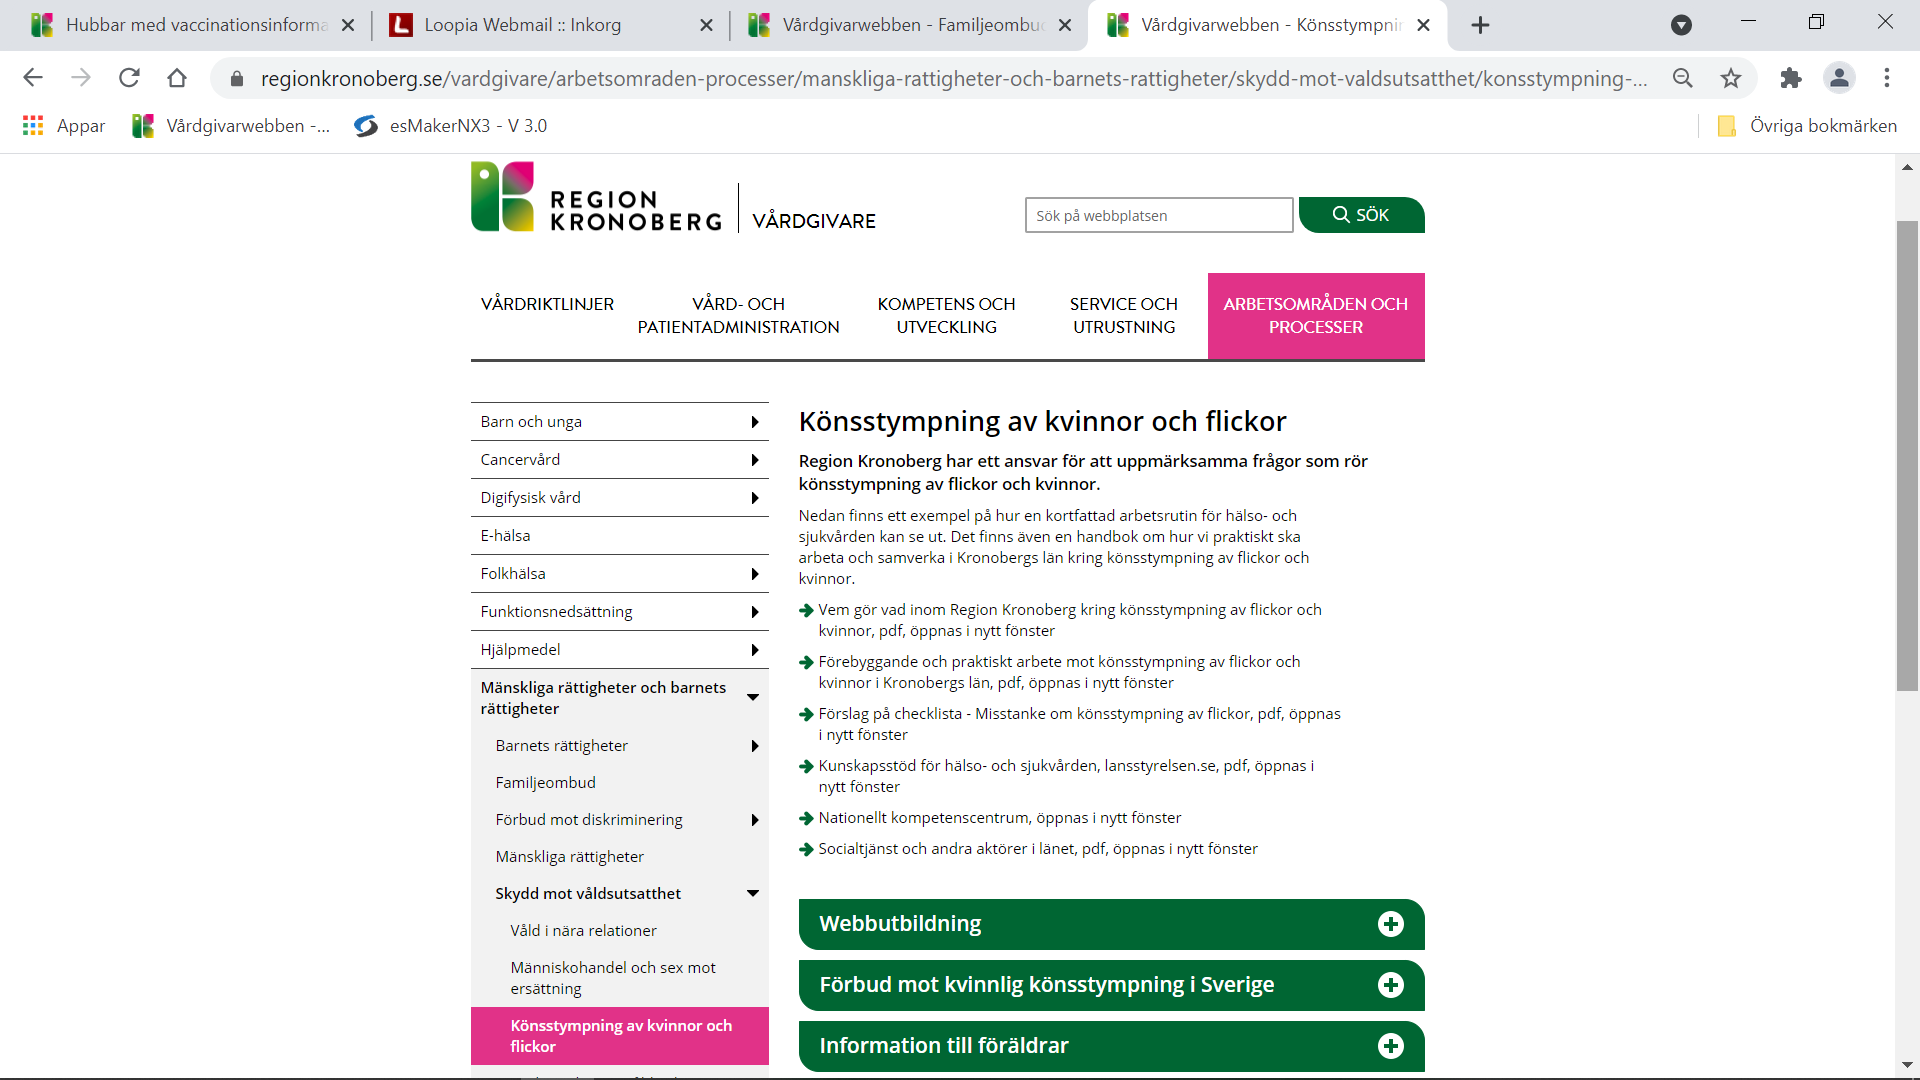 Hubbar med vaccinationsinforma
Loopia Webmail :: Inkorg
Vårdgivarwebben - Familjeombud
Vårdgivarwebben - Könsstympnin
regionkronoberg.se/vardgivare/arbetsomraden-processer/manskliga-rattigheter-och-barnets-rattigheter/skydd-mot-valdsutsatthet/konsstympning-...
Appar
Vårdgivarwebben -...
esMakerNX3 - V 3.0
Övriga bokmärken
REGION
KRONOBERG
VÅRDGIVARE
Sök på webbplatsen
SÖK
VÅRDRIKTLINJER
VÅRD- OCH
PATIENTADMINISTRATION
KOMPETENS OCH
UTVECKLING
SERVICE OCH
UTRUSTNING
ARBETSOMRÅDEN OCH
PROCESSER
Barn och unga
Cancervård
Digifysisk vård
E-hälsa
Folkhälsa
Funktionsnedsättning
Hjälpmedel
Mänskliga rättigheter och barnets
rättigheter
Barnets rättigheter
Familjeombud
Förbud mot diskriminering
Mänskliga rättigheter
Skydd mot våldsutsatthet
Våld i nära relationer
Människohandel och sex mot
ersättning
Könsstympning av kvinnor och
flickor
Könsstympning av kvinnor och flickor
Region Kronoberg har ett ansvar för att uppmärksamma frågor som rör
könsstympning av flickor och kvinnor.
Nedan finns ett exempel på hur en kortfattad arbetsrutin för hälso- och
sjukvården kan se ut. Det finns även en handbok om hur vi praktiskt ska
arbeta och samverka i Kronobergs län kring könsstympning av flickor och
kvinnor.
Vem gör vad inom Region Kronoberg kring könsstympning av flickor och
kvinnor, pdf, öppnas i nytt fönster
Förebyggande och praktiskt arbete mot könsstympning av flickor och
kvinnor i Kronobergs län, pdf, öppnas i nytt fönster
Förslag på checklista - Misstanke om könsstympning av flickor, pdf, öppnas
i nytt fönster
Kunskapsstöd för hälso- och sjukvården, lansstyrelsen.se, pdf, öppnas i
nytt fönster
Nationellt kompetenscentrum, öppnas i nytt fönster
Socialtjänst och andra aktörer i länet, pdf, öppnas i nytt fönster
Webbutbildning
Förbud mot kvinnlig könsstympning i Sverige
Information till föräldrar